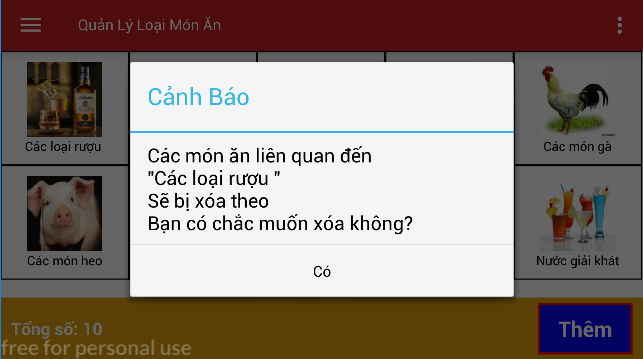 Quản Lý Loại Món Ăn
Các loại rượu
Các món gà
Cảnh Báo
Các món ăn liên quan đến
"Các loại rượu "
Sẽ bị xóa theo
Bạn có chắc muốn xóa không?
Có
Các món heo
Nước giải khát
Tổng số: 10
Thêm
free for personal use